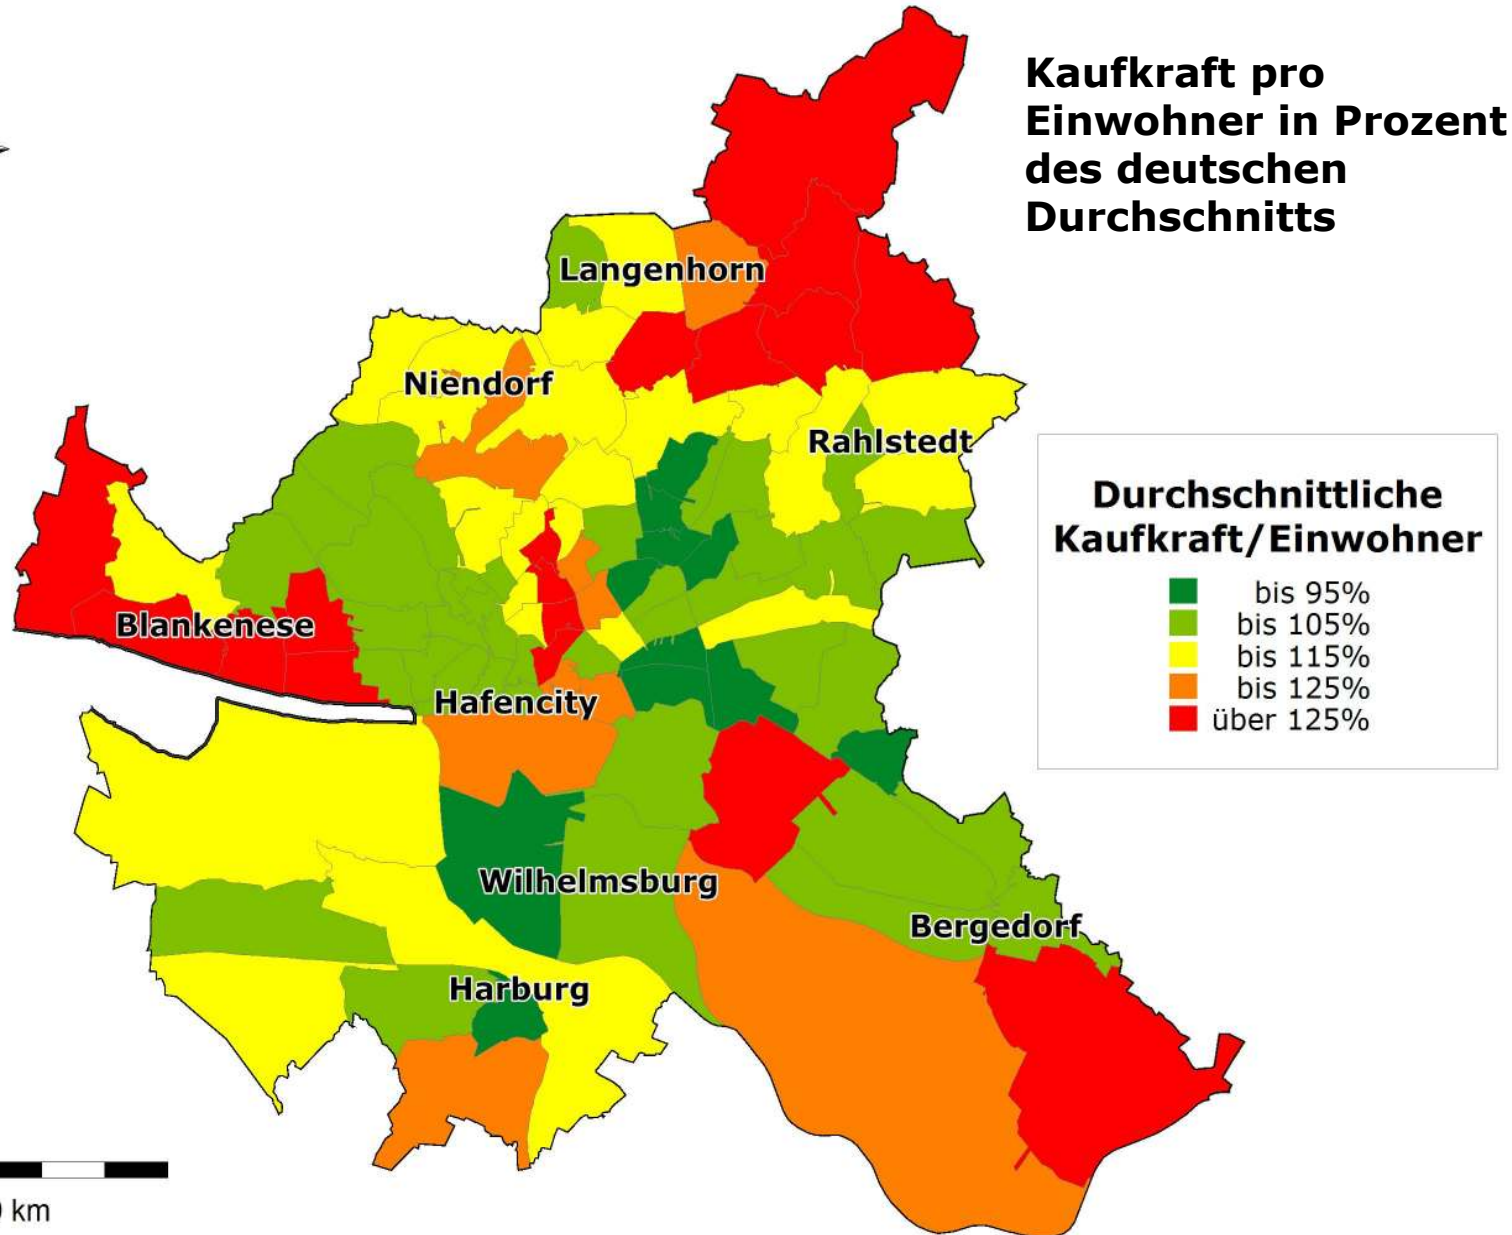 Kaufkraft pro
Einwohner in Prozent
des deutschen
Durchschnitts
Langenhorn
Niendorf
Rahlstedt
Durchschnittliche
Kaufkraft/Einwohner
bis 95%
bis 105%
bis 115%
bis 125%
über 125%
Blankenese
Hafencity
Wilhelmsburg
Bergedorf
Harburg
km